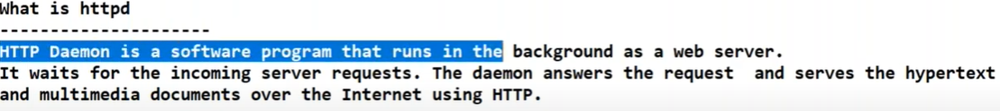 What is httpd
---------------------
HTTP Daemon is a software program that runs in the background as a web server.
It waits for the incoming server requests. The daemon answers the request  and serves the hypertext
and multimedia documents over the Internet using HTTP.